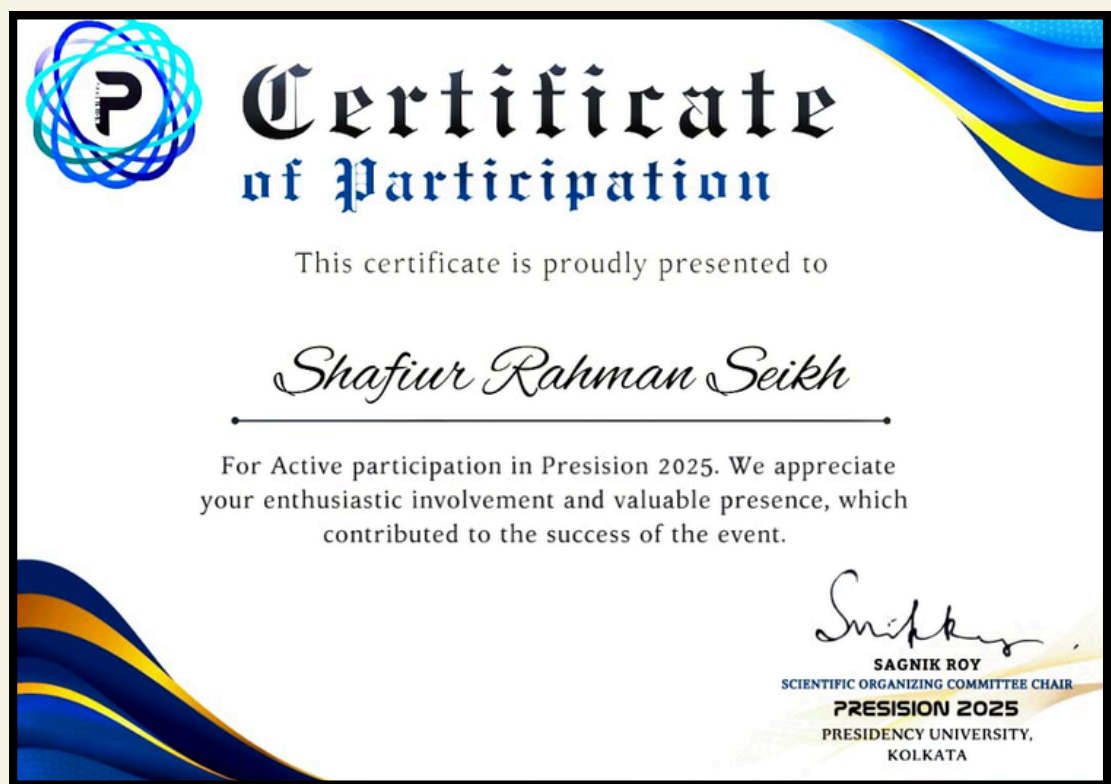 P
Certificate
of Participation
This certificate is proudly presented to
Shafiur Rahman Seikh
For Active participation in Presision 2025. We appreciate
your enthusiastic involvement and valuable presence, which
contributed to the success of the event.
SAGNIK ROY
SCIENTIFIC ORGANIZING COMMITTEE CHAIR
PRESISION 2025
PRESIDENCY UNIVERSITY,
KOLKATA